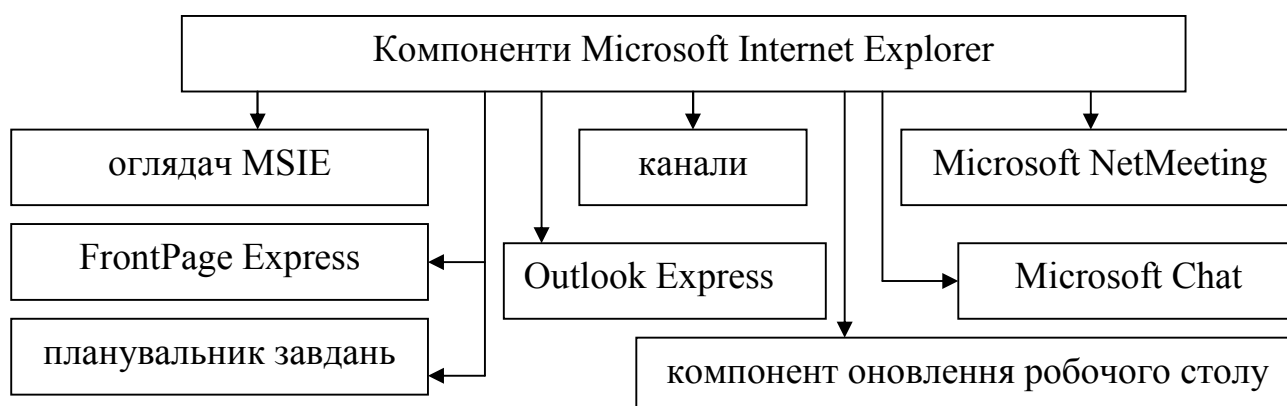 Компоненти Microsoft Internet Explorer
оглядач MSIE
канали
Microsoft NetMeeting
FrontPage Express
Outlook Express
Microsoft Chat
планувальник завдань
компонент оновлення робочого столу